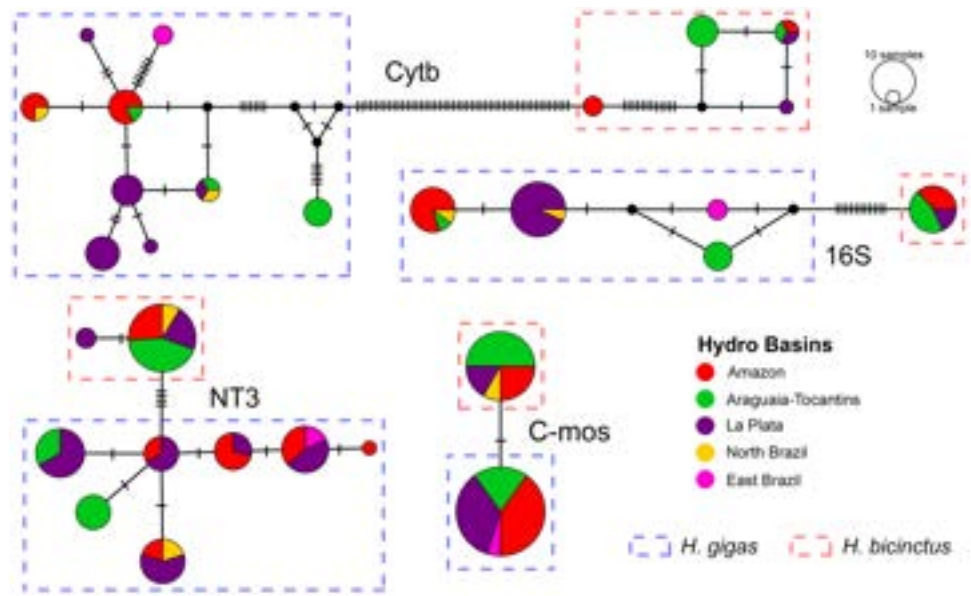 Cytb
10 samples
1 sample
16S
NT3
C-mos
Hydro Basins
Amazon
Araguaia-Tocantins
La Plata
North Brazil
East Brazil
H. gigas
H. bicinctus